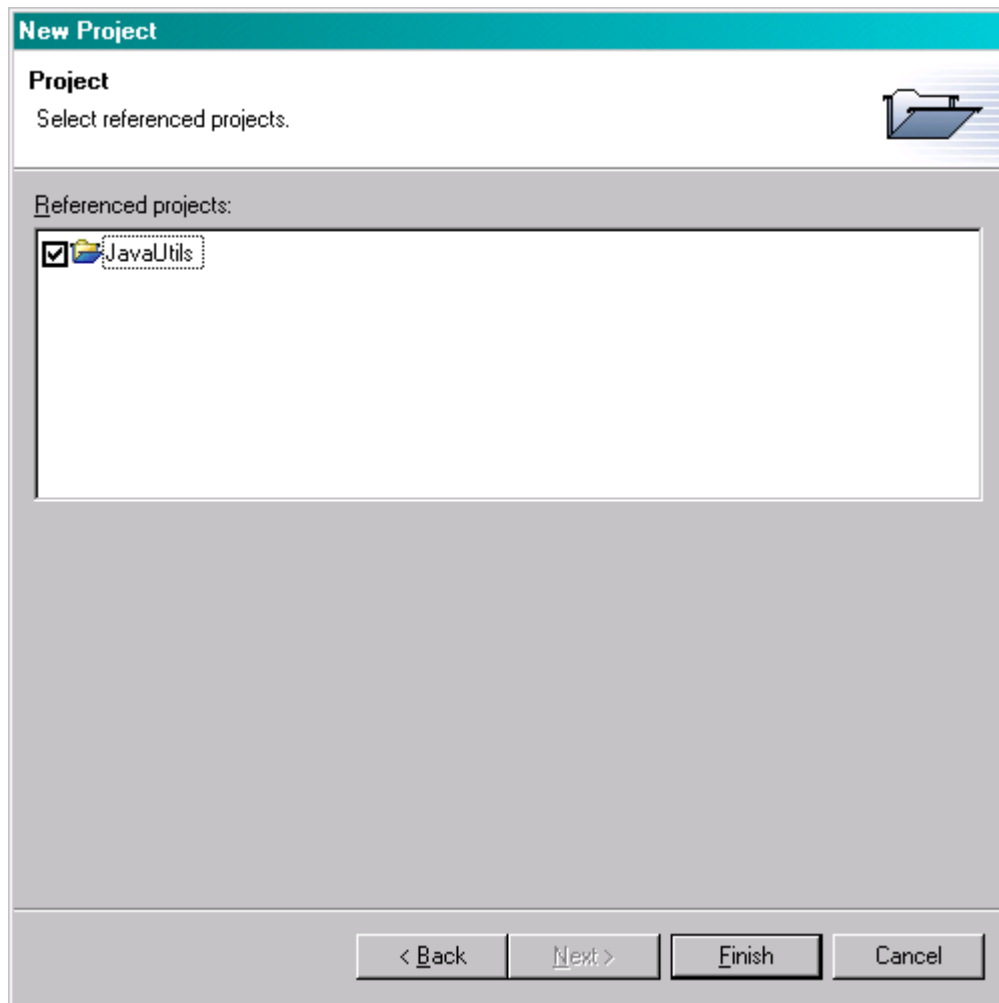 New Project
Project
Select referenced projects.
Referenced projects:
JavaUtils
< Back Next > Finish Cancel